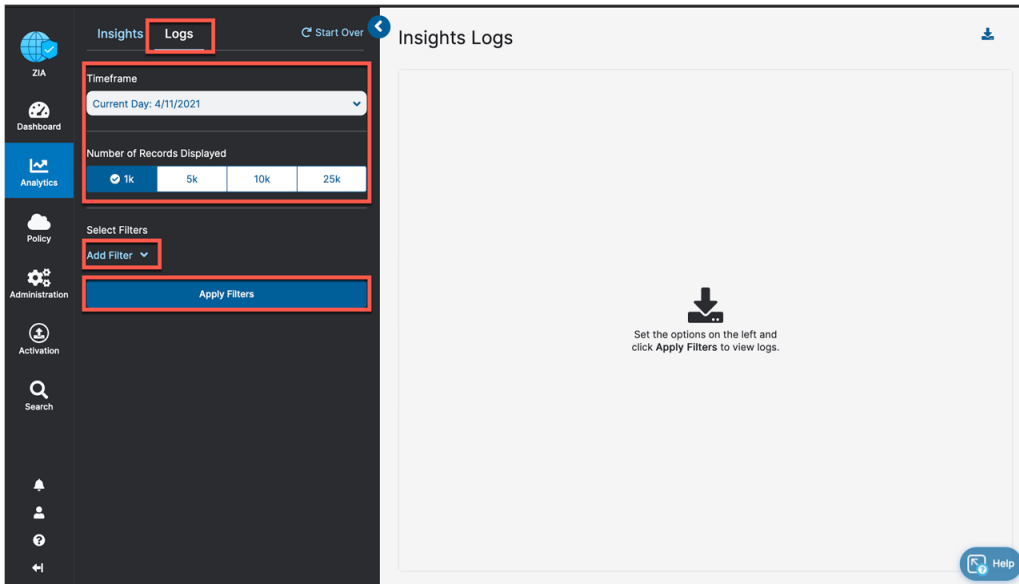 ZIA
Dashboard
Analytics
Policy
Administration
Activation
Search
Insights
Logs
Start Over
Timeframe
Current Day: 4/11/2021
Number of Records Displayed
1k
5k
10k
25k
Select Filters
Add Filter
Apply Filters
Insights Logs
Set the options on the left and
click Apply Filters to view logs.
Help